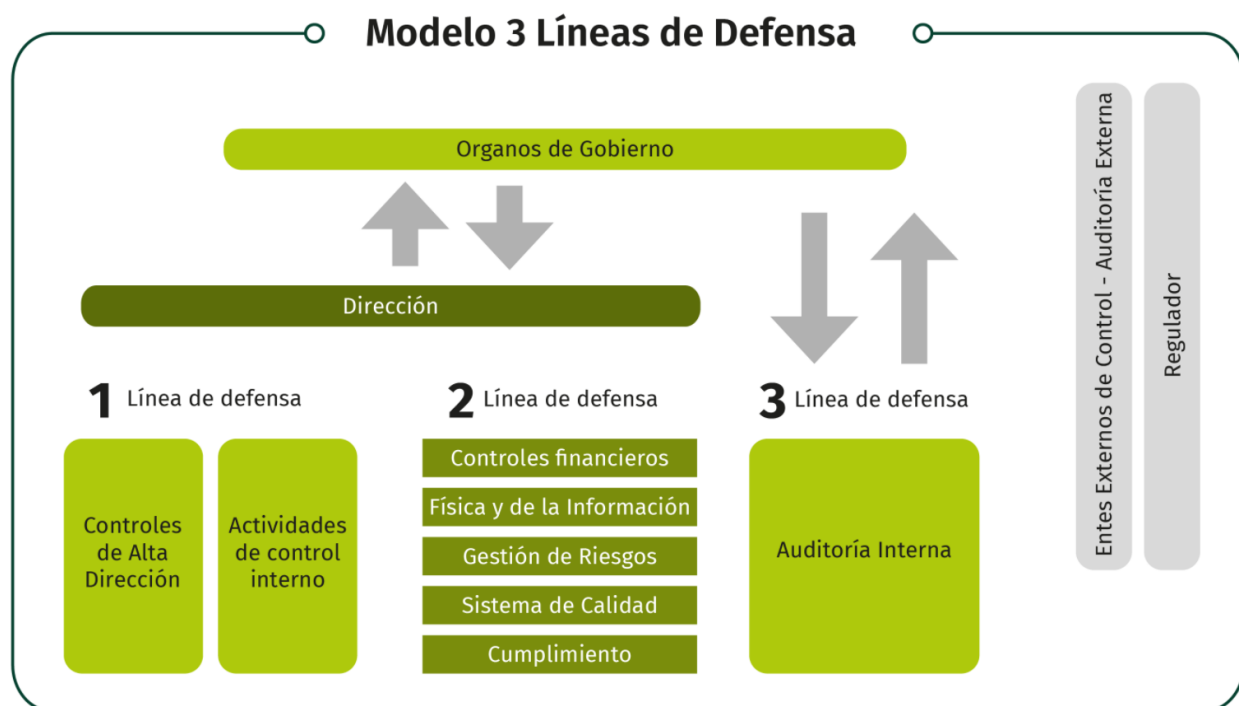 Modelo 3 Líneas de Defensa
Organos de Gobierno
Dirección
1 Línea de defensa
Controles
de Alta
Dirección
Actividades
de control
interno
2 Línea de defensa
Controles financieros
Física y de la Información
Gestión de Riesgos
Sistema de Calidad
Cumplimiento
3 Línea de defensa
Auditoría Interna
Entes Externos de Control - Auditoría Externa
Regulador